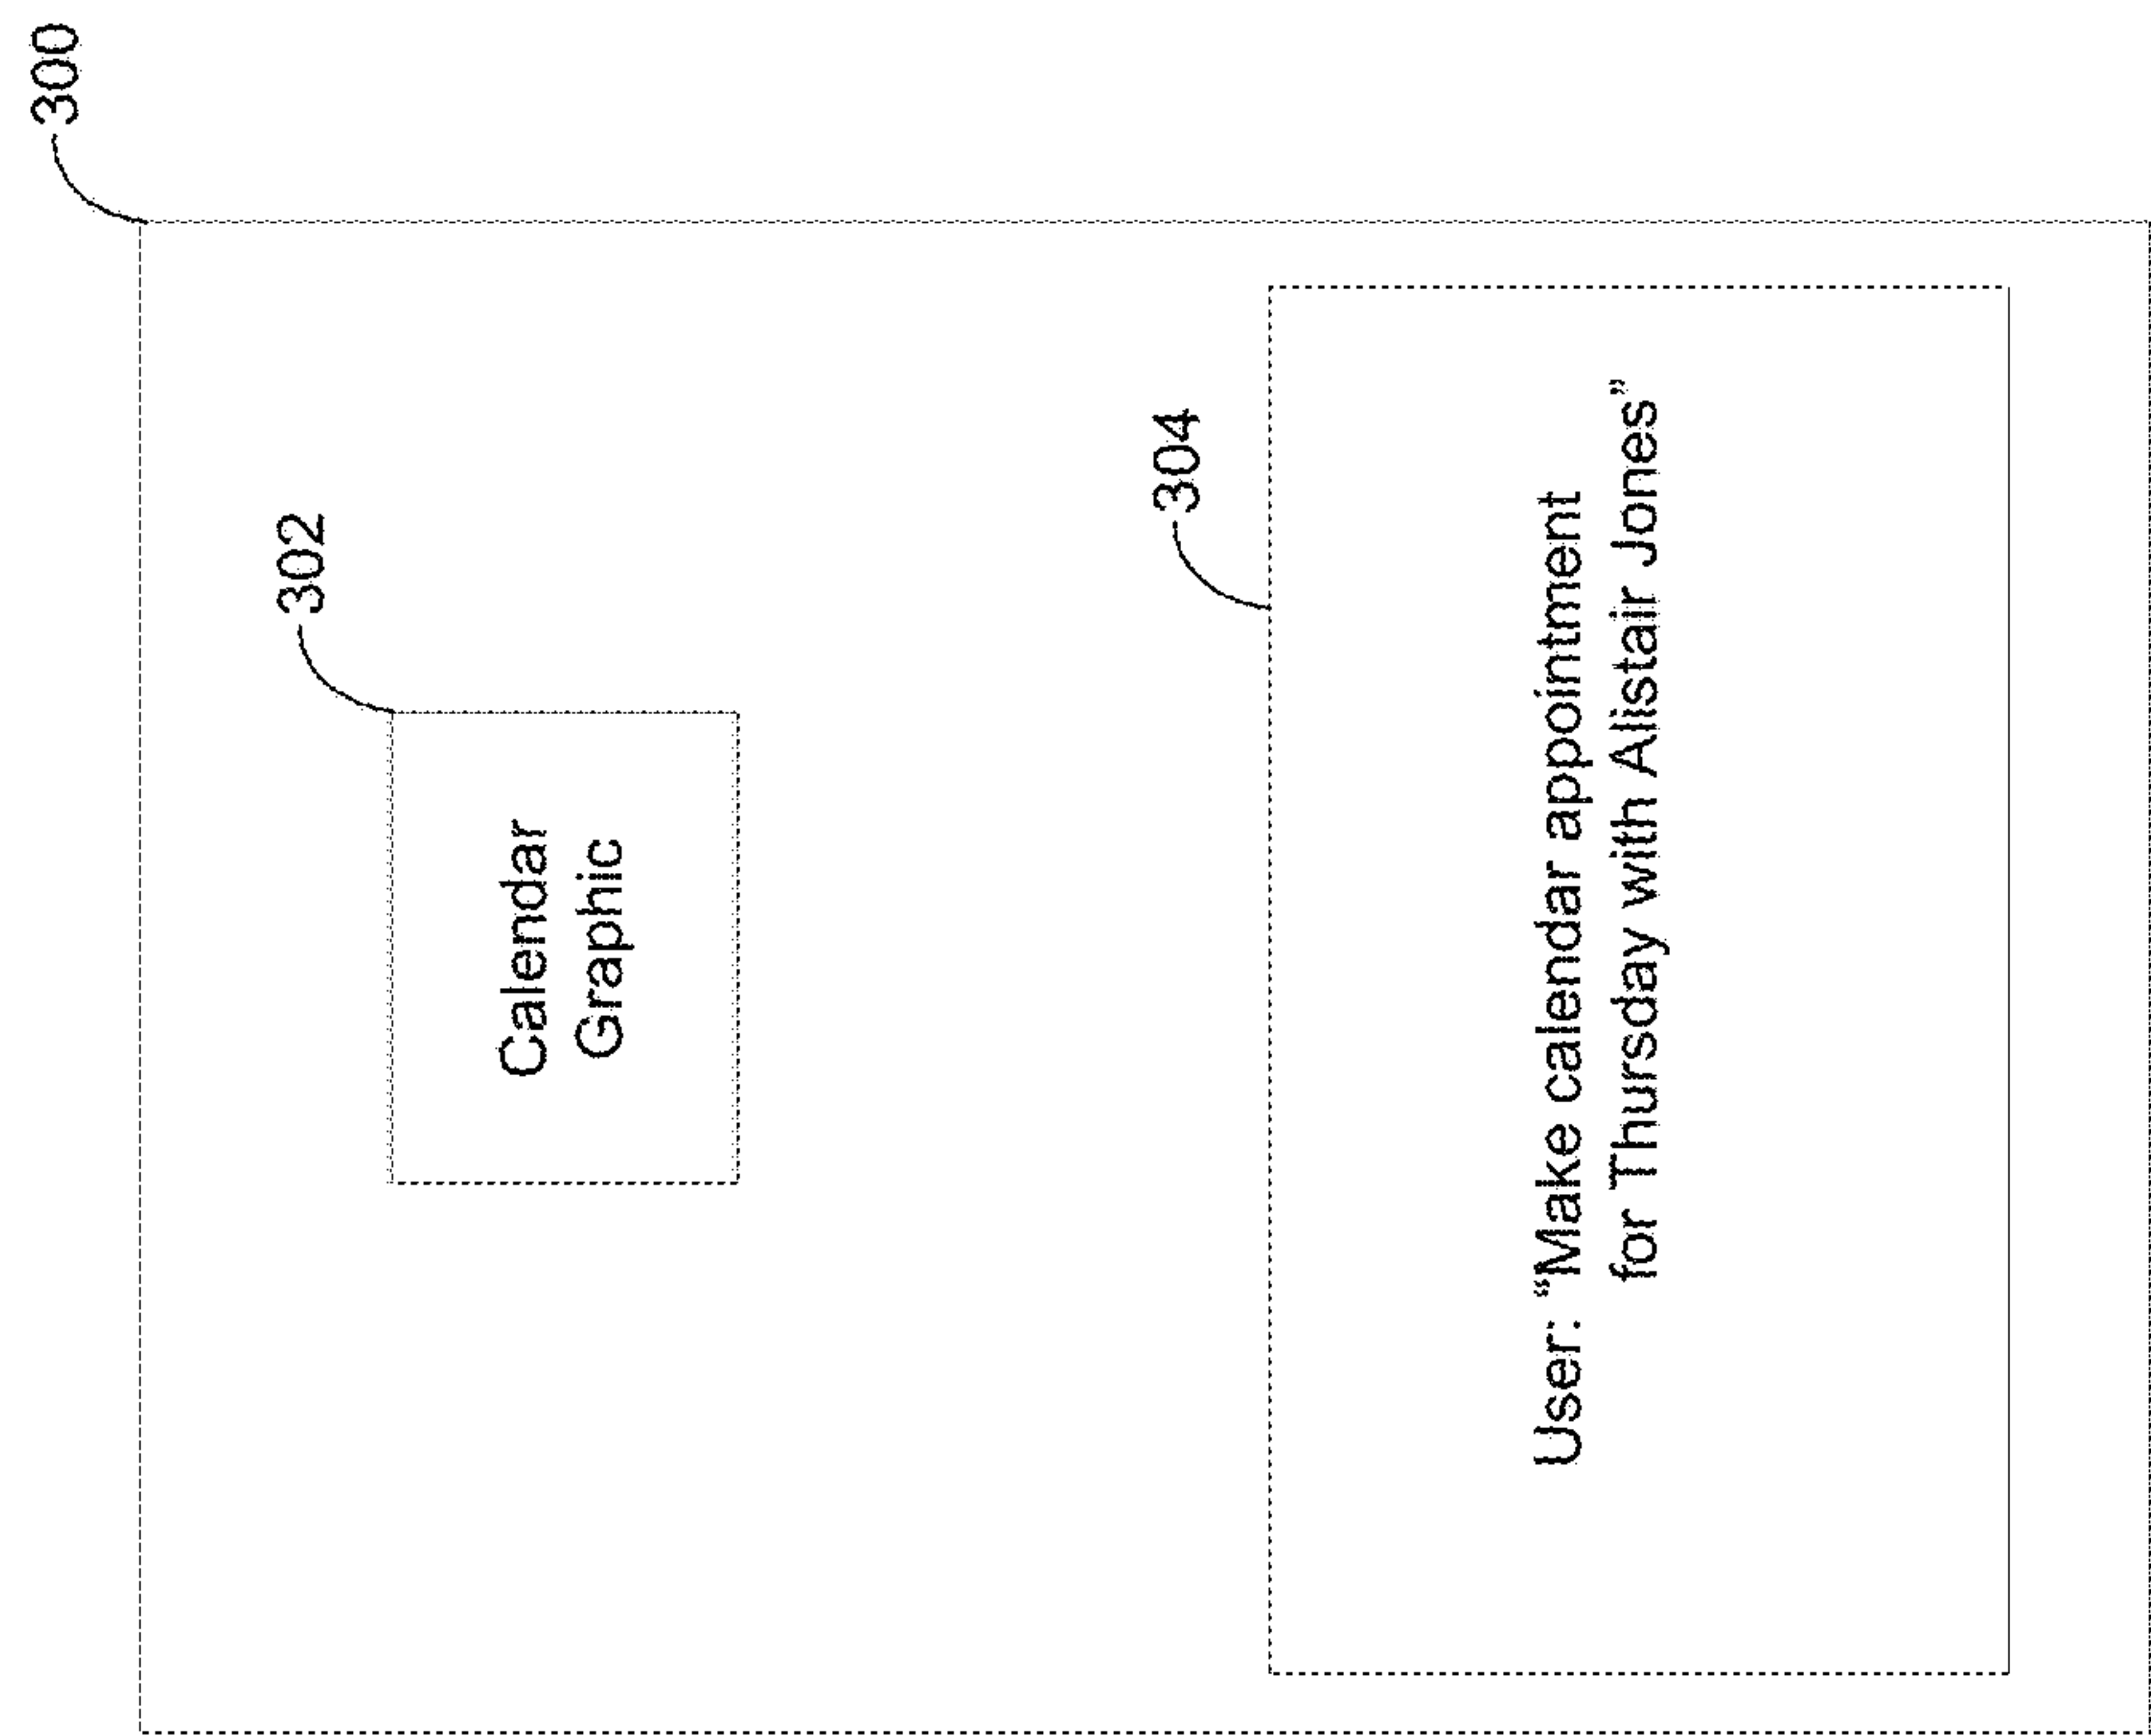 300
302
Calendar
Graphic
304
User: “Make calendar appointment
for Thursday with Alistair Jones”